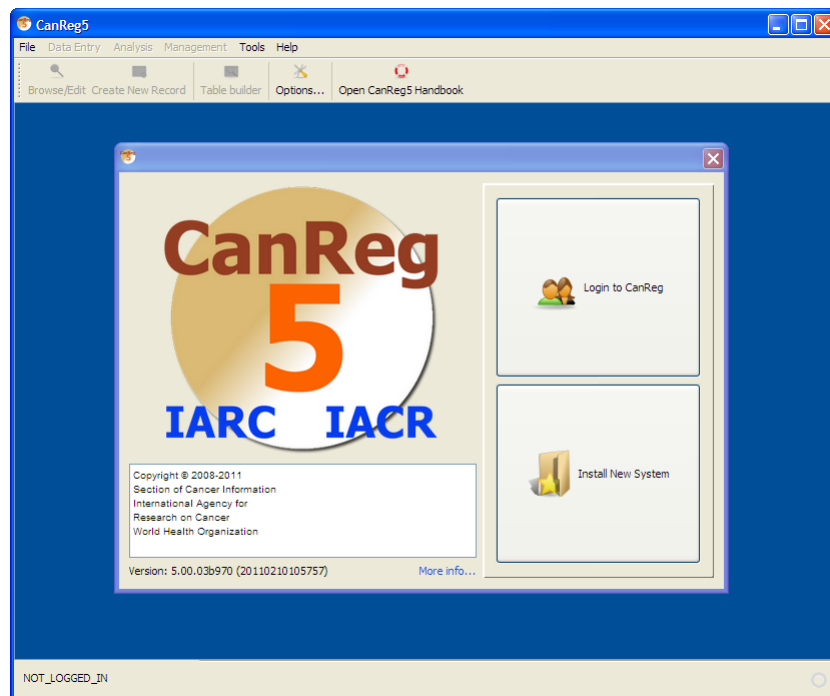 CanReg5
File Data Entry Analysis Management Tools Help
Browse/Edit Create New Record Table builder Options... Open CanReg5 Handbook
5
CanReg
5
IARC IACR
Login to CanReg
Install New System
Copyright © 2008-2011
Section of Cancer Information
International Agency for
Research on Cancer
World Health Organization
Version: 5.00.03b970 (20110210105757) More info...
NOT_LOGGED_IN